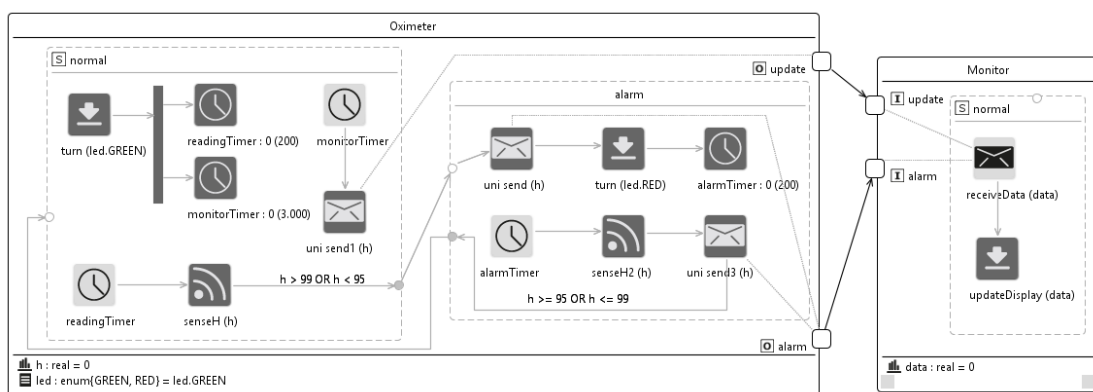 Oximeter
S normal
turn (led.GREEN)
readingTimer : 0 (200)
monitorTimer : 0 (3.000)
monitorTimer
uni send1 (h)
readingTimer
senseH (h)
h > 99 OR h < 95
O update
alarm
uni send (h)
turn (led.RED)
alarmTimer : 0 (200)
alarmTimer
senseH2 (h)
uni send3 (h)
h >= 95 OR h <= 99
O alarm
h : real = 0
led : enum{GREEN, RED} = led.GREEN
Monitor
I update
I alarm
S normal
receiveData (data)
updateDisplay (data)
data : real = 0